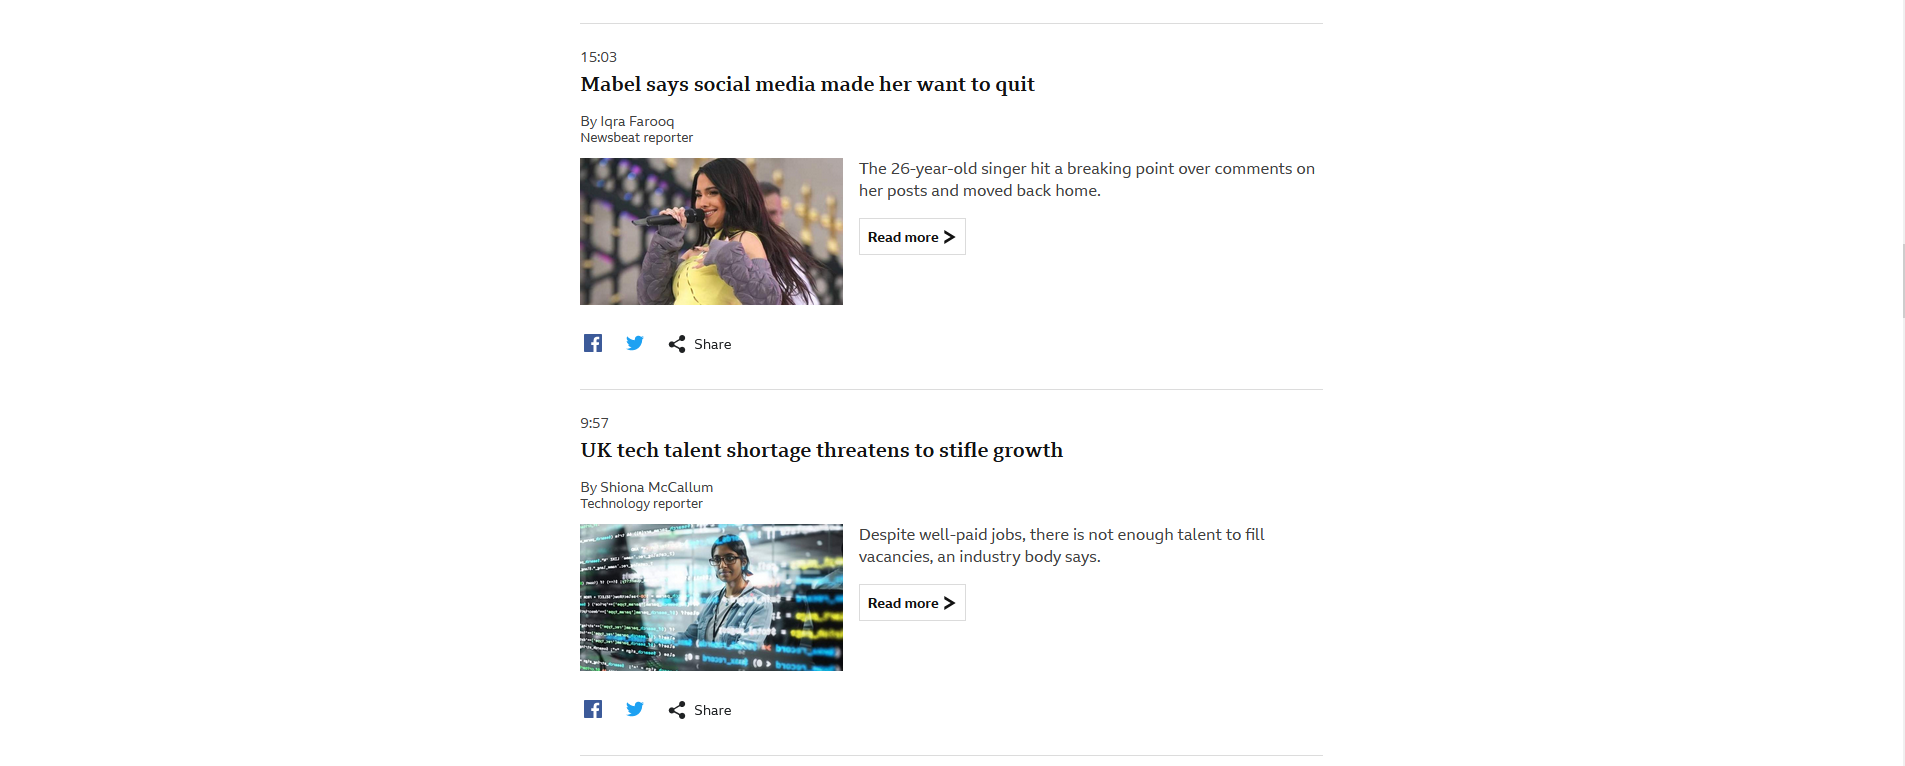 15:03
Mabel says social media made her want to quit
By Iqra Farooq
Newsbeat reporter
The 26-year-old singer hit a breaking point over comments on
her posts and moved back home.
Read more
Share
9:57
UK tech talent shortage threatens to stifle growth
By Shiona McCallum
Technology reporter
Despite well-paid jobs, there is not enough talent to fill
vacancies, an industry body says.
Read more
Share